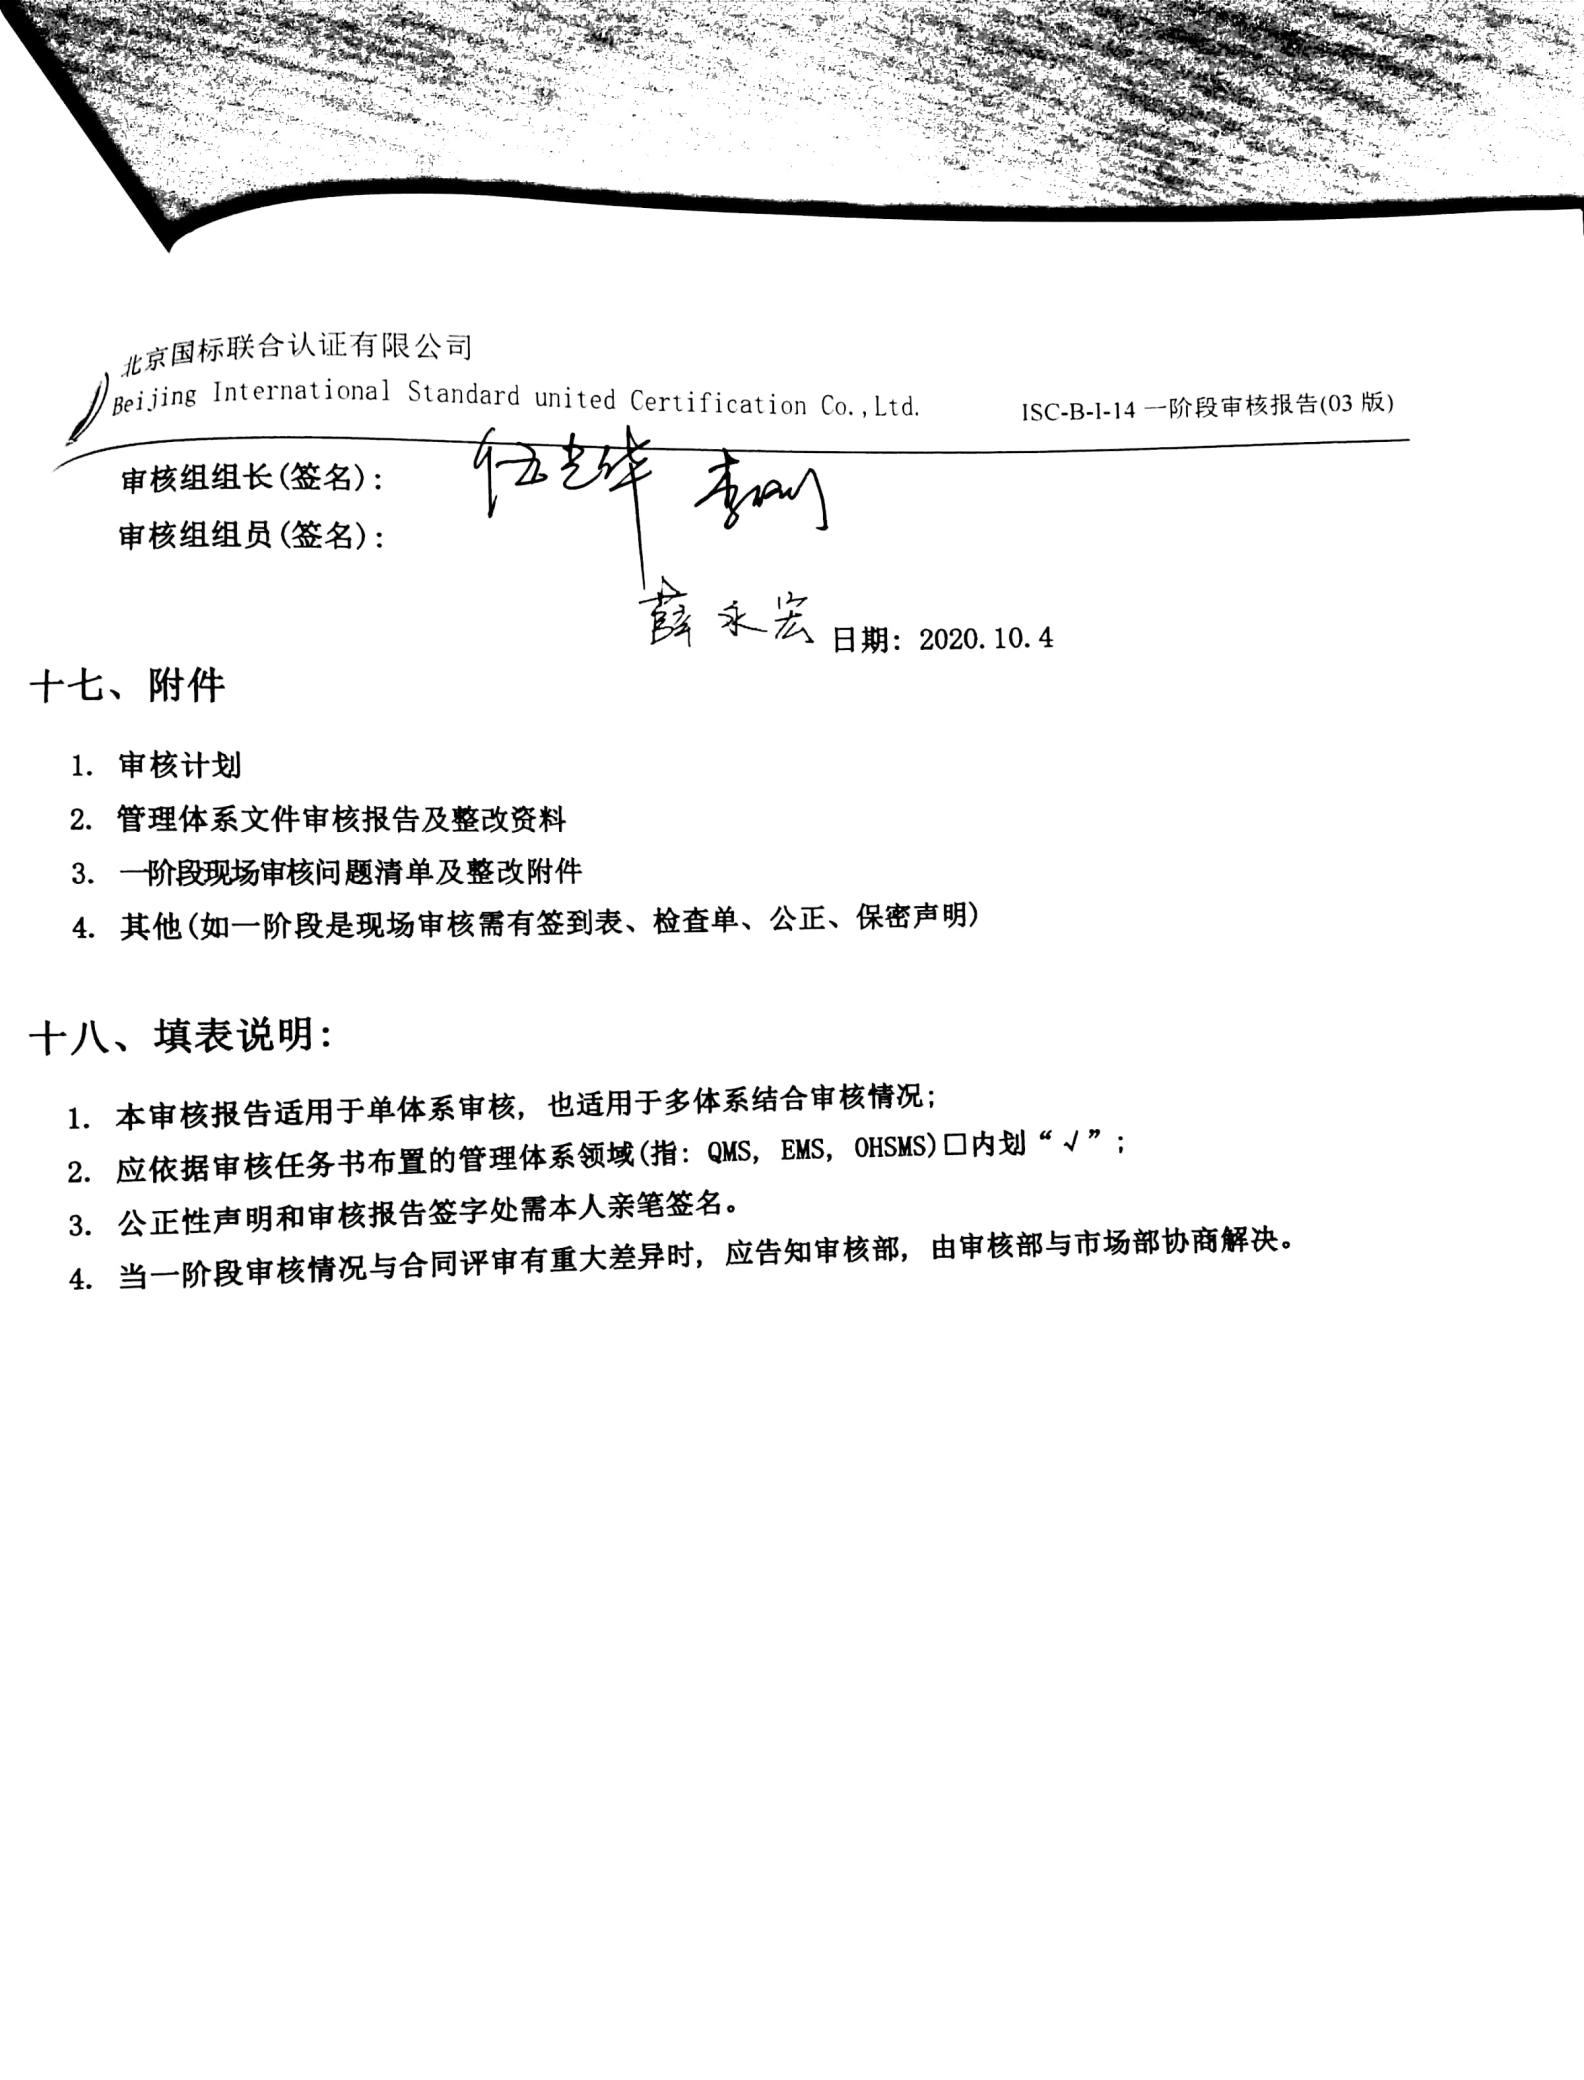 北京国标联合认证有限公司
Beijing International Standard united Certification Co.,Ltd. ISC-B-I-14 一阶段审核报告(03 版)
审核组组长(签名): 伍光华 李刚
审核组组员(签名):
薛永宏 日期: 2020.10.4
十七、附件
1. 审核计划
2. 管理体系文件审核报告及整改资料
3. 一阶段现场审核问题清单及整改附件
4. 其他(如一阶段是现场审核需有签到表、检查单、公正、保密声明)
十八、填表说明:
1. 本审核报告适用于单体系审核, 也适用于多体系结合审核情况;
2. 应依据审核任务书布置的管理体系领域(指: QMS, EMS, OHSMS)□内划“√”;
3. 公正性声明和审核报告签字处需本人亲笔签名。
4. 当一阶段审核情况与合同评审有重大差异时, 应告知审核部, 由审核部与市场部协商解决。